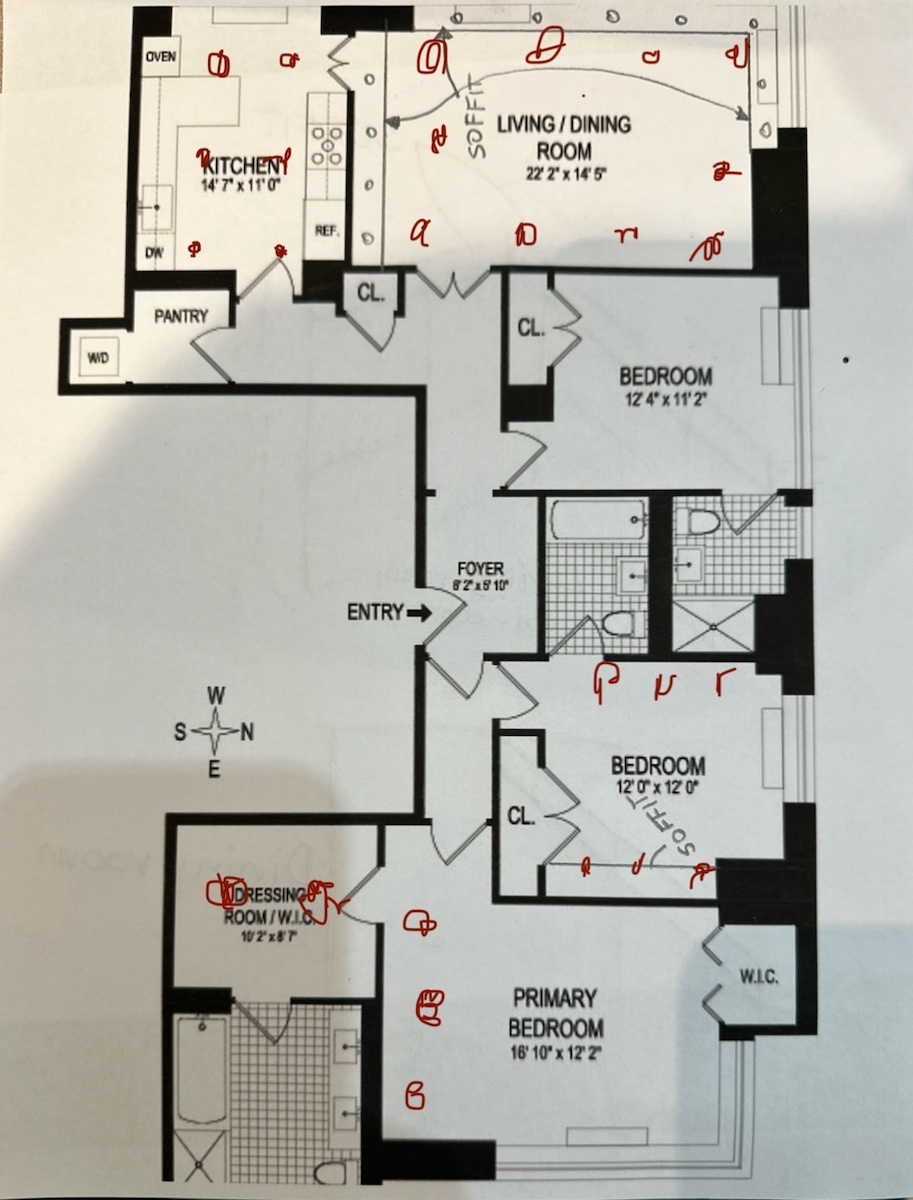 OVEN
KITCHEN
14' 7" x 11' 0"
DW
REF.
SOFFIT
LIVING / DINING
ROOM
22' 2" x 14' 5"
PANTRY
W/D
CL.
CL.
BEDROOM
12' 4" x 11' 2"
FOYER
8' 2" x 5' 10"
ENTRY
W
S N
E
BEDROOM
12' 0" x 12' 0"
SOFFIT
CL.
DRESSING
ROOM / W.I.C.
10' 2" x 8' 7"
W.I.C.
PRIMARY
BEDROOM
16' 10" x 12' 2"